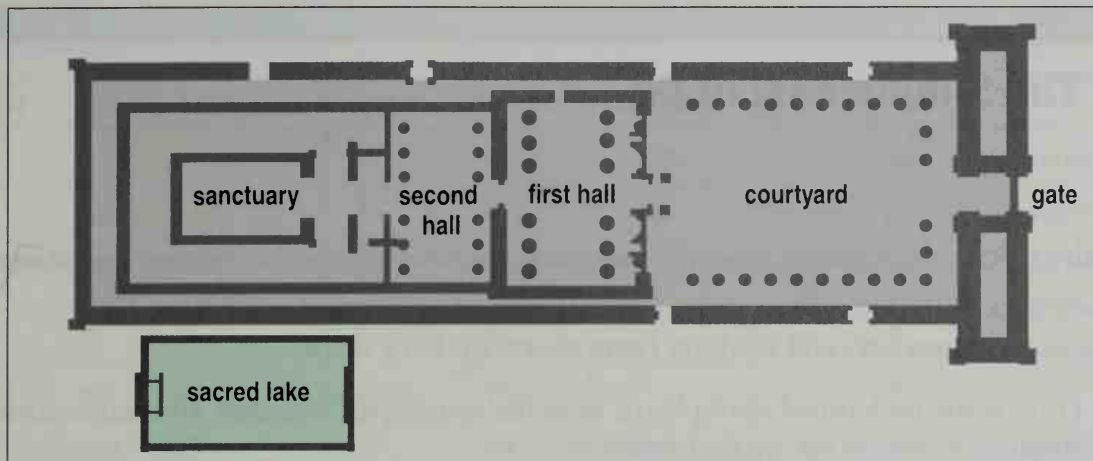 sanctuary
second
hall
first hall
courtyard
gate
sacred lake